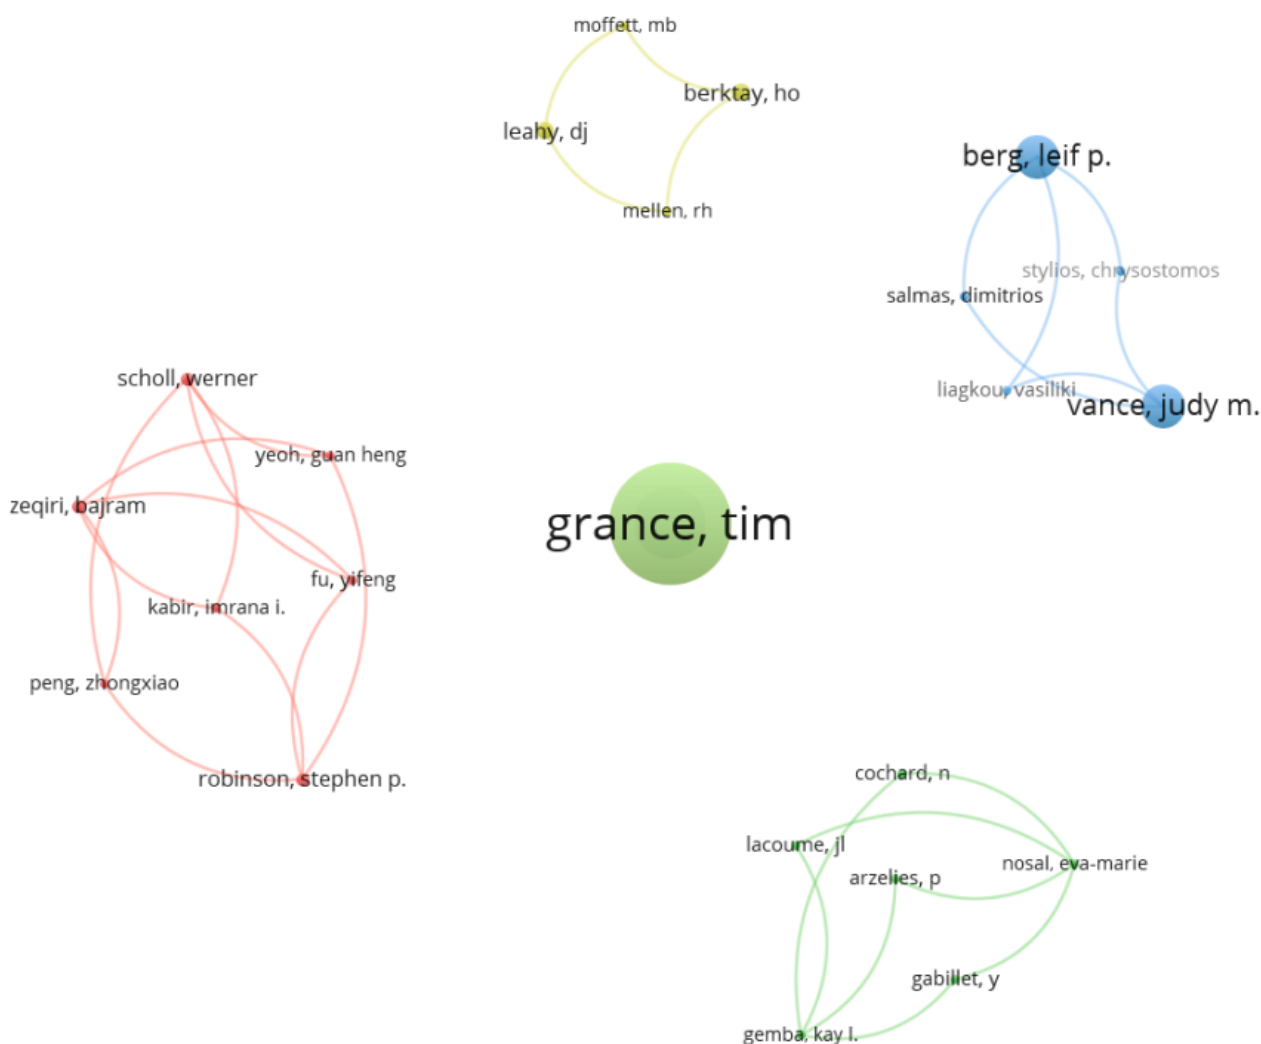 moffett, mb
berktay, ho
leahy, dj
mellen, rh
berg, leif p.
stylios, chrysostomos
salmas, dimitrios
liagkou, vasiliki
vance, judy m.
scholl, werner
yeoh, guan heng
zeqiri, bajram
fu, yifeng
kabir, imrana i.
peng, zhongxiao
robinson, stephen p.
grance, tim
cochard, n
lacoume, jl
nosal, eva-marie
arzelies, p
gabillet, y
gemba, kay l.